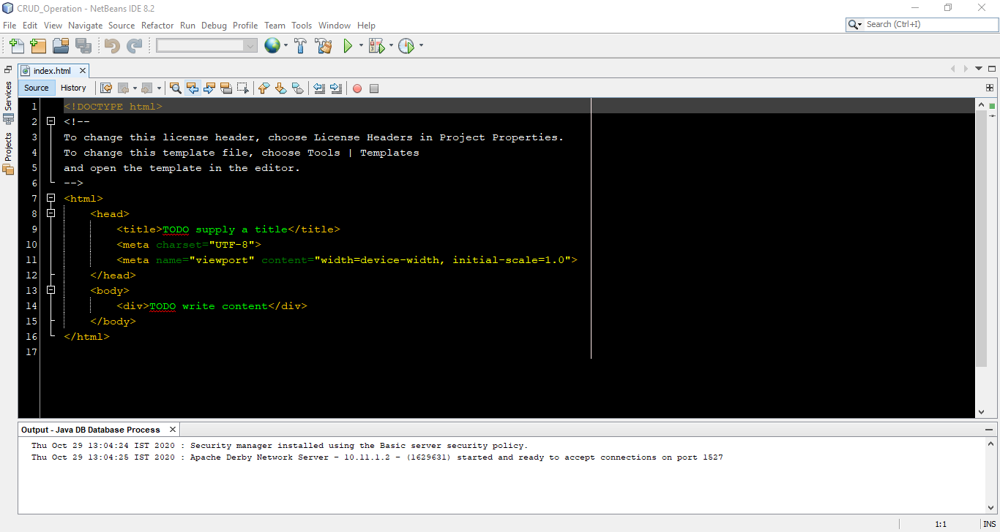 CRUD_Operation - NetBeans IDE 8.2
File Edit View Navigate Source Refactor Run Debug Profile Team Tools Window Help
Search (Ctrl+I)
index.html
Source History
Services
Projects
1 <!DOCTYPE html>
2 <!--
3 To change this license header, choose License Headers in Project Properties.
4 To change this template file, choose Tools | Templates
5 and open the template in the editor.
6 -->
7 <html>
8 <head>
9 <title>TODO supply a title</title>
10 <meta charset="UTF-8">
11 <meta name="viewport" content="width=device-width, initial-scale=1.0">
12 </head>
13 <body>
14 <div>TODO write content</div>
15 </body>
16 </html>
17
Output - Java DB Database Process
Thu Oct 29 13:04:24 IST 2020 : Security manager installed using the Basic server security policy.
Thu Oct 29 13:04:25 IST 2020 : Apache Derby Network Server - 10.11.1.2 - (1629631) started and ready to accept connections on port 1527
1:1 INS